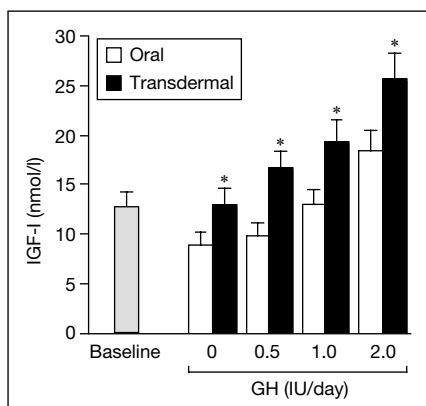 30
Oral
Transdermal
25
20
15
10
5
0
IGF-I (nmol/l)
* * * *
Baseline 0 0.5 1.0 2.0
GH (IU/day)